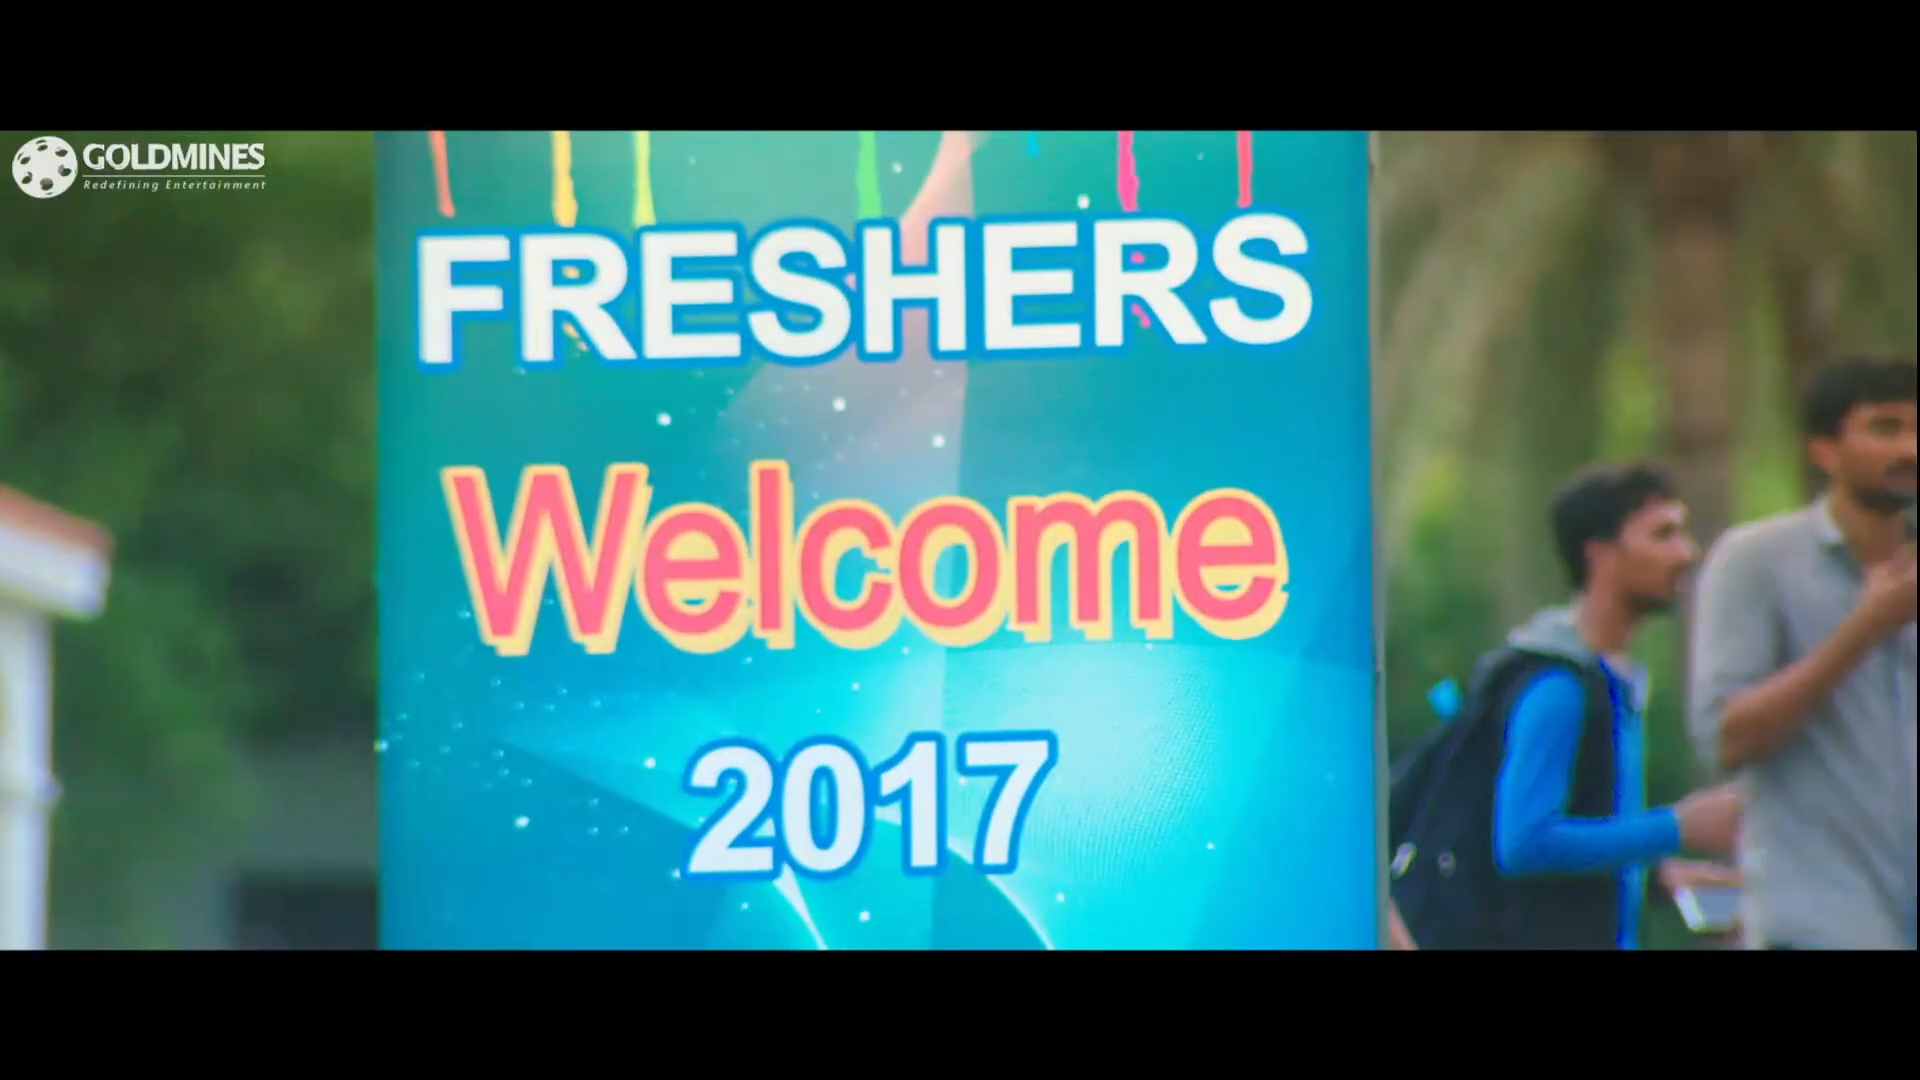 GOLDMINES
Redefining Entertainment
FRESHERS
Welcome
2017